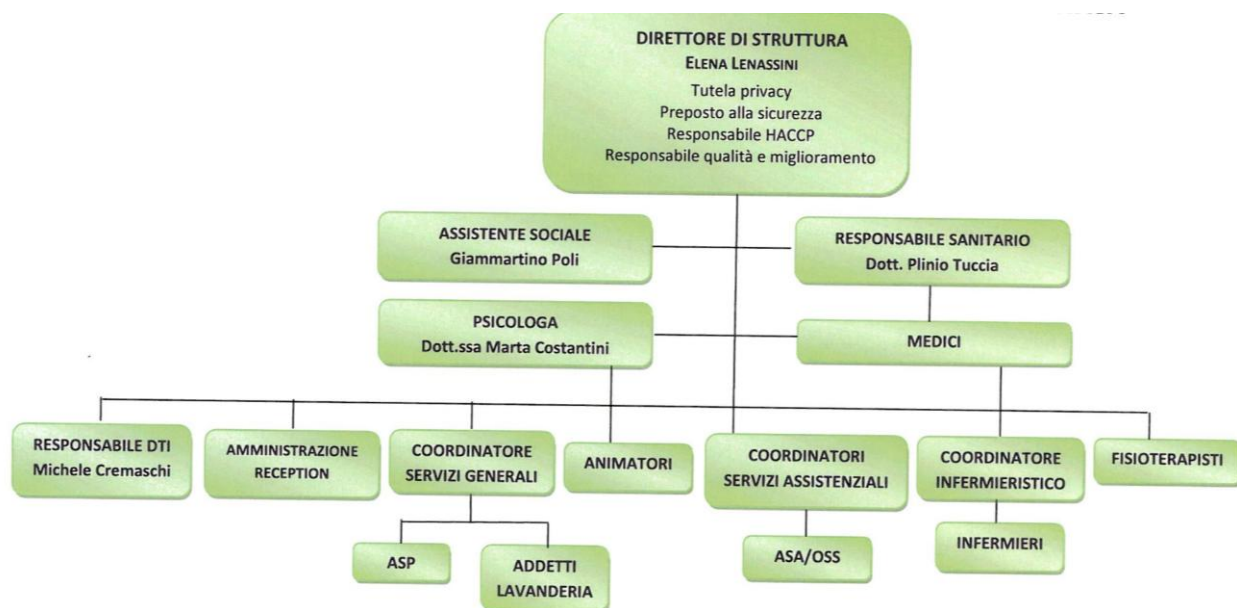 DIRETTORE DI STRUTTURA
ELENA LENASSINI
Tutela privacy
Preposto alla sicurezza
Responsabile HACCP
Responsabile qualità e miglioramento
ASSISTENTE SOCIALE
Giammartino Poli
RESPONSABILE SANITARIO
Dott. Plinio Tuccia
PSICOLOGA
Dott.ssa Marta Costantini
MEDICI
RESPONSABILE DTI
Michele Cremaschi
AMMINISTRAZIONE
RECEPTION
COORDINATORE
SERVIZI GENERALI
ANIMATORI
COORDINATORI
SERVIZI ASSISTENZIALI
COORDINATORE
INFERMIERISTICO
FISIOTERAPISTI
ASP
ADDETTI
LAVANDERIA
ASA/OSS
INFERMIERI